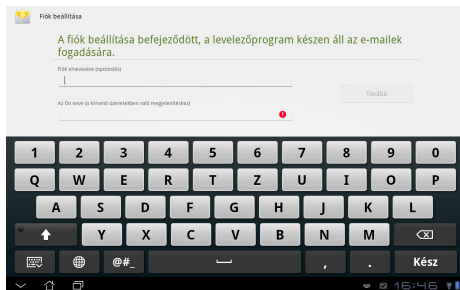 Fiók beállítása
A fiók beállítása befejeződött, a levelezőprogram készen áll az e-mailek
fogadására.
Fiók elnevezése (opcionális)
Tovább
Az Ön neve (a kimenő üzenetekben való megjelenítéshez)
1 2 3 4 5 6 7 8 9 0
Q W E R T Z U I O P
A S D F G H J K L
Y X C V B N M
@#_ , . Kész
16:46